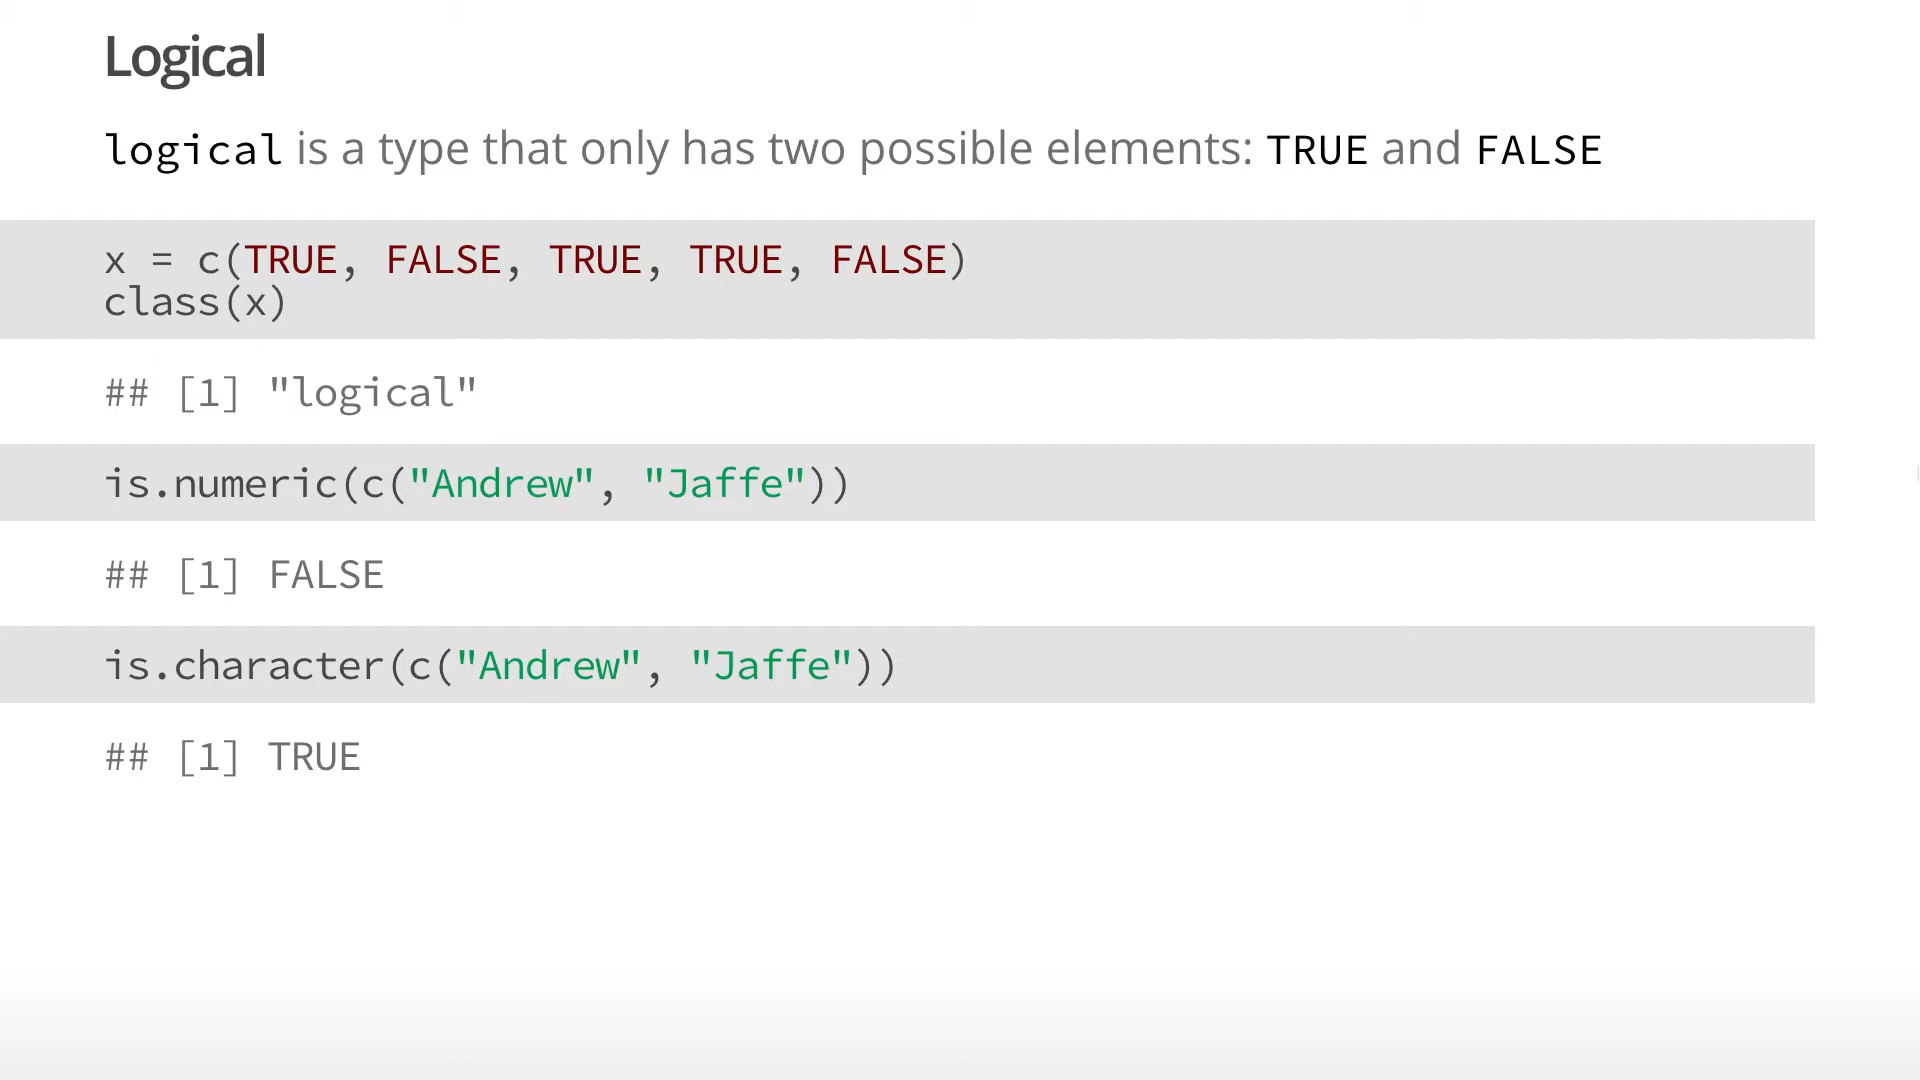 Logical
logical is a type that only has two possible elements: TRUE and FALSE
x = c(TRUE, FALSE, TRUE, TRUE, FALSE)
class(x)
## [1] "logical"
is.numeric(c("Andrew", "Jaffe"))
## [1] FALSE
is.character(c("Andrew", "Jaffe"))
## [1] TRUE